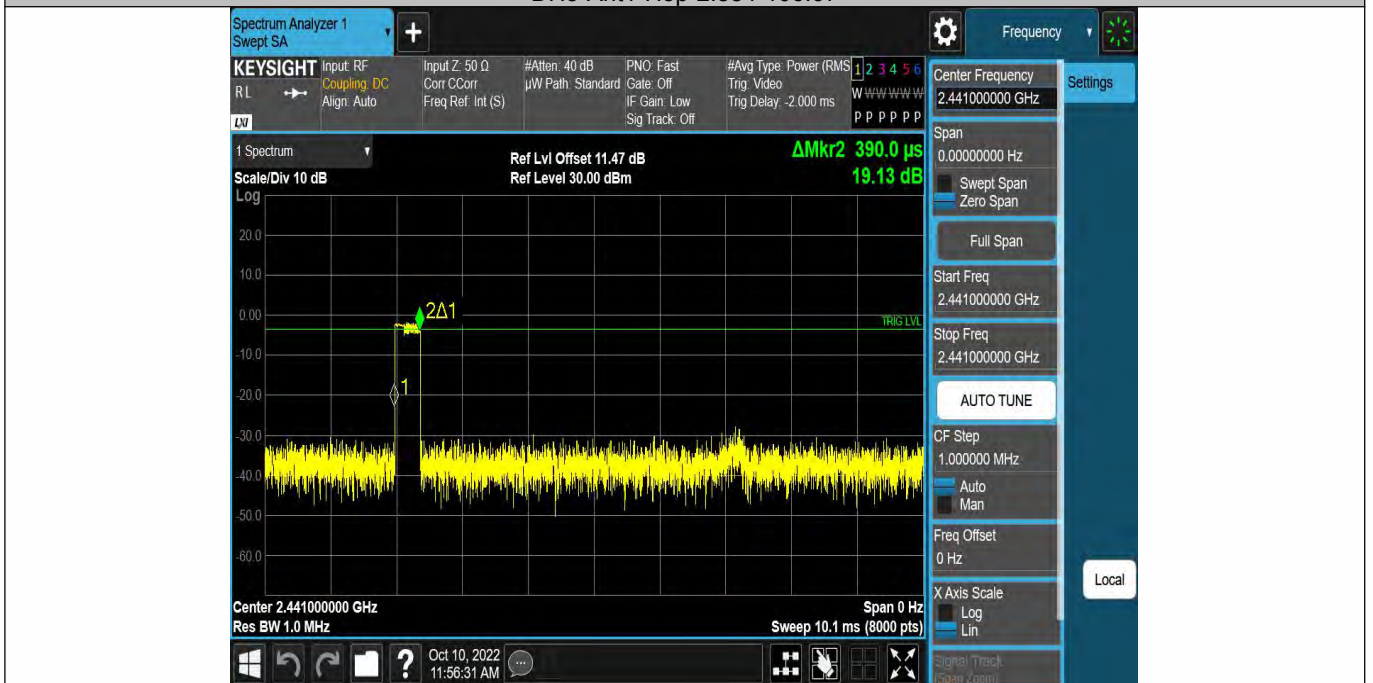 Spectrum Analyzer 1
Swept SA
+
Frequency
KEYSIGHT
RL
LXI
Input: RF
Coupling: DC
Align: Auto
Input Z: 50 Ω
Corr CCorr
Freq Ref: Int (S)
#Atten: 40 dB
µW Path: Standard
PNO: Fast
Gate: Off
IF Gain: Low
Sig Track: Off
#Avg Type: Power (RMS
Trig: Video
Trig Delay: -2.000 ms
1 2 3 4 5 6
W W W W W W
P P P P P P
Center Frequency
2.441000000 GHz
Settings
Span
0.00000000 Hz
Swept Span
Zero Span
Full Span
Start Freq
2.441000000 GHz
Stop Freq
2.441000000 GHz
AUTO TUNE
CF Step
1.000000 MHz
Auto
Man
Freq Offset
0 Hz
X Axis Scale
Log
Lin
Signal Track
(Span Zoom)
Local
1 Spectrum
Scale/Div 10 dB
Log
Ref Lvl Offset 11.47 dB
Ref Level 30.00 dBm
ΔMkr2 390.0 µs
19.13 dB
20.0
10.0
0.00
-10.0
-20.0
-30.0
-40.0
-50.0
-60.0
2Δ1
1
TRIG LVL
Center 2.441000000 GHz
Span 0 Hz
Res BW 1.0 MHz
Sweep 10.1 ms (8000 pts)
?
Oct 10, 2022
11:56:31 AM